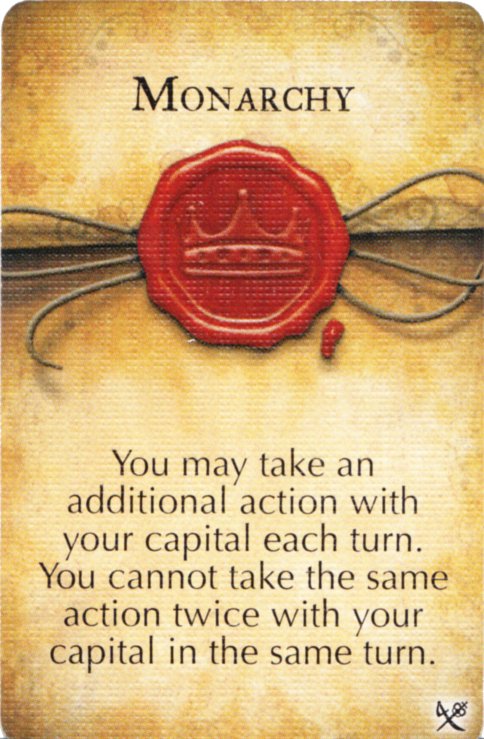 MONARCHY
You may take an
additional action with
your capital each turn.
You cannot take the same
action twice with your
capital in the same turn.